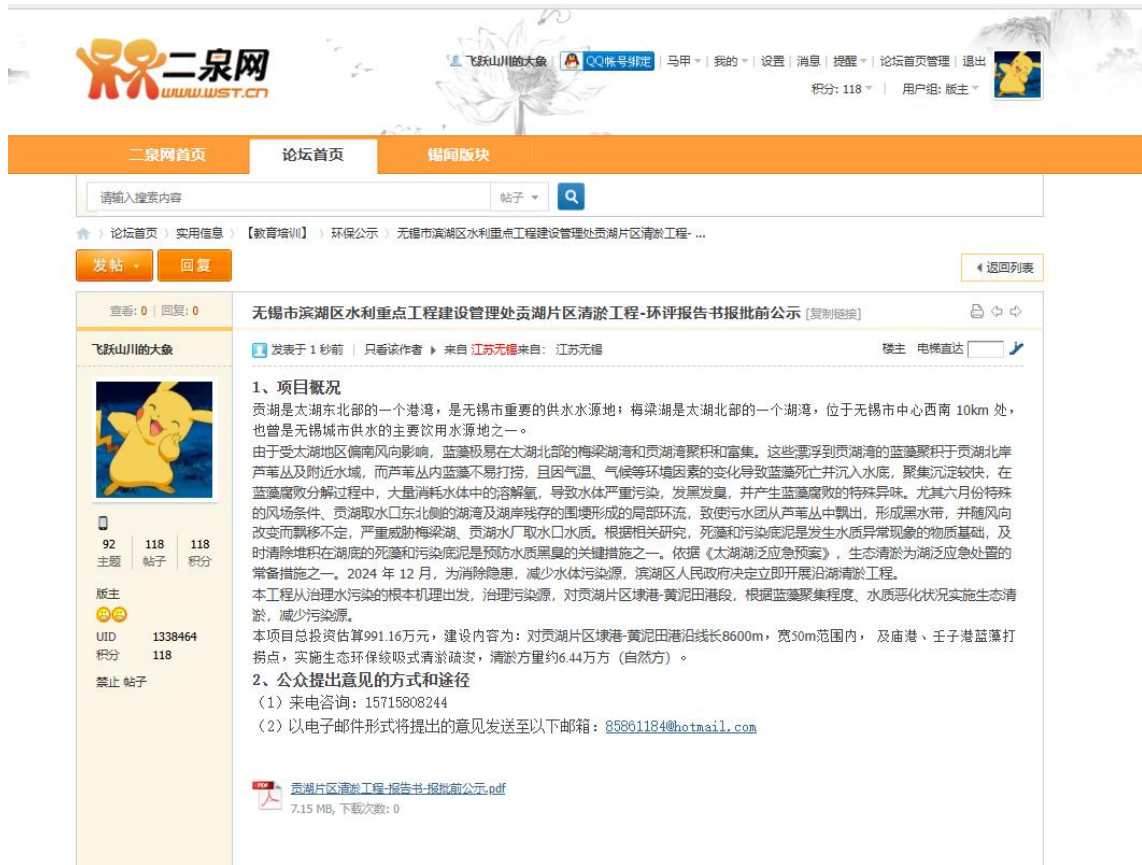 二泉网
WWW.WST.CN
飞跃山川的大象 | QQ帐号绑定 | 马甲 | 我的 | 设置 | 消息 | 提醒 | 论坛首页管理 | 退出
积分: 118 | 用户组: 版主
二泉网首页 论坛首页 锡闻版块
请输入搜索内容 帖子
论坛首页 〉 实用信息 〉 【教育培训】 〉 环保公示 〉 无锡市滨湖区水利重点工程建设管理处贡湖片区清淤工程- ...
发帖 回复 返回列表
查看: 0 | 回复: 0
无锡市滨湖区水利重点工程建设管理处贡湖片区清淤工程-环评报告书报批前公示 [复制链接]
飞跃山川的大象
发表于 1 秒前 | 只看该作者 来自 江苏无锡来自: 江苏无锡 楼主 电梯直达
92 118 118
主题 帖子 积分
版主
UID 1338464
积分 118
禁止 帖子
1、项目概况
贡湖是太湖东北部的一个港湾，是无锡市重要的供水水源地；梅梁湖是太湖北部的一个湖湾，位于无锡市中心西南 10km 处，
也曾是无锡城市供水的主要饮用水源地之一。
由于受太湖地区偏南风向影响，蓝藻极易在太湖北部的梅梁湖湾和贡湖湾聚积和富集。这些漂浮到贡湖湾的蓝藻聚积于贡湖北岸
芦苇丛及附近水域，而芦苇丛内蓝藻不易打捞，且因气温、气候等环境因素的变化导致蓝藻死亡并沉入水底，聚集沉淀较快，在
蓝藻腐败分解过程中，大量消耗水体中的溶解氧，导致水体严重污染，发黑发臭，并产生蓝藻腐败的特殊异味。尤其六月份特殊
的风场条件、贡湖取水口东北侧的湖湾及湖岸残存的围埂形成的局部环流，致使污水团从芦苇丛中飘出，形成黑水带，并随风向
改变而飘移不定，严重威胁梅梁湖、贡湖水厂取水口水质。根据相关研究，死藻和污染底泥是发生水质异常现象的物质基础，及
时清除堆积在湖底的死藻和污染底泥是预防水质黑臭的关键措施之一。依据《太湖湖泛应急预案》，生态清淤为湖泛应急处置的
常备措施之一。2024 年 12 月，为消除隐患，减少水体污染源，滨湖区人民政府决定立即开展沿湖清淤工程。
本工程从治理水污染的根本机理出发，治理污染源，对贡湖片区埭港-黄泥田港段，根据蓝藻聚集程度、水质恶化状况实施生态清
淤，减少污染源。
本项目总投资估算991.16万元，建设内容为：对贡湖片区埭港-黄泥田港沿线长8600m，宽50m范围内， 及庙港、壬子港蓝藻打
捞点，实施生态环保绞吸式清淤疏浚，清淤方量约6.44万方（自然方）。
2、公众提出意见的方式和途径
（1）来电咨询：15715808244
（2）以电子邮件形式将提出的意见发送至以下邮箱：85861184@hotmail.com
PDF 贡湖片区清淤工程-报告书-报批前公示.pdf
7.15 MB, 下载次数: 0